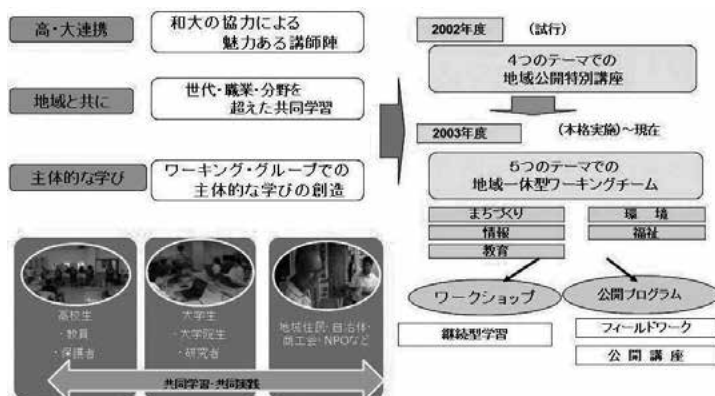 高・大連携
和大の協力による
魅力ある講師陣
地域と共に
世代・職業・分野を
超えた共同学習
主体的な学び
ワーキング・グループでの
主体的な学びの創造
高校生
・教員
・保護者
大学生
・大学院生
・研究者
地域住民・自治体・
商工会・NPOなど
共同学習・共同実践
2002年度
(試行)
4つのテーマでの
地域公開特別講座
2003年度
(本格実施)～現在
5つのテーマでの
地域一体型ワーキングチーム
まちづくり
環 境
情報
福祉
教育
ワークショップ
公開プログラム
継続型学習
フィールドワーク
公 開 講 座